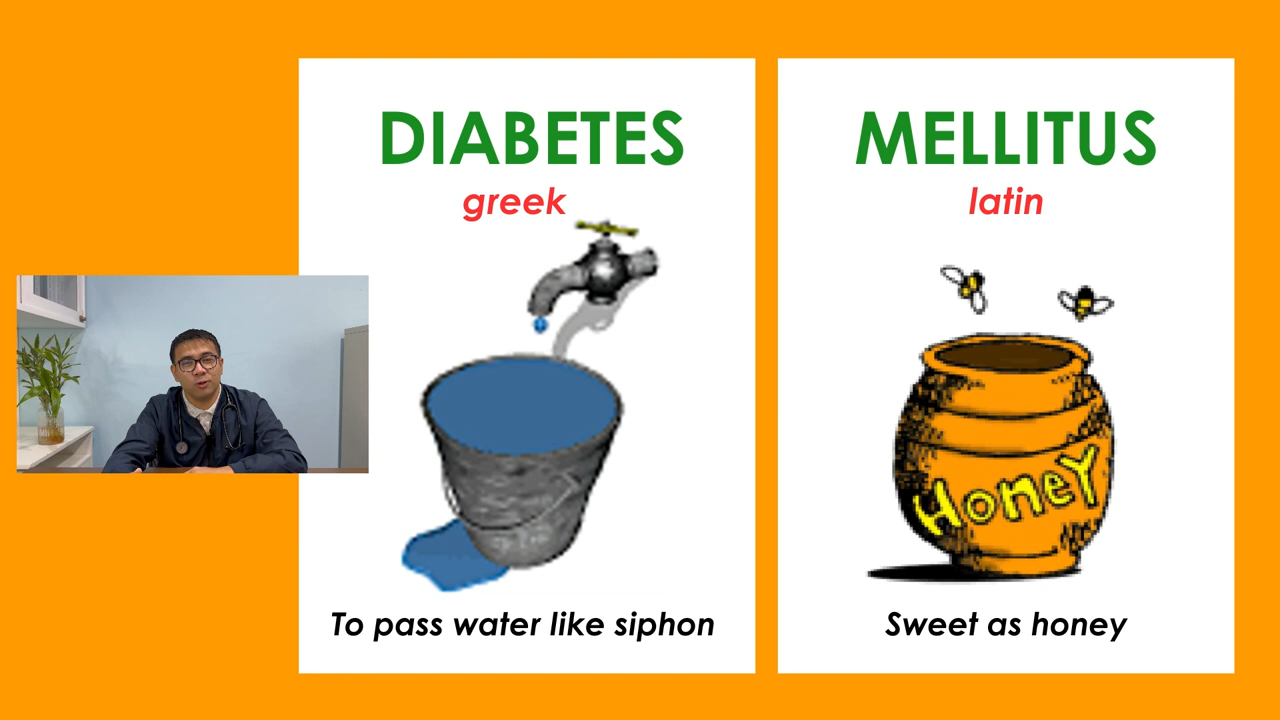 DIABETES
greek
To pass water like siphon
MELLITUS
latin
HoneY
Sweet as honey